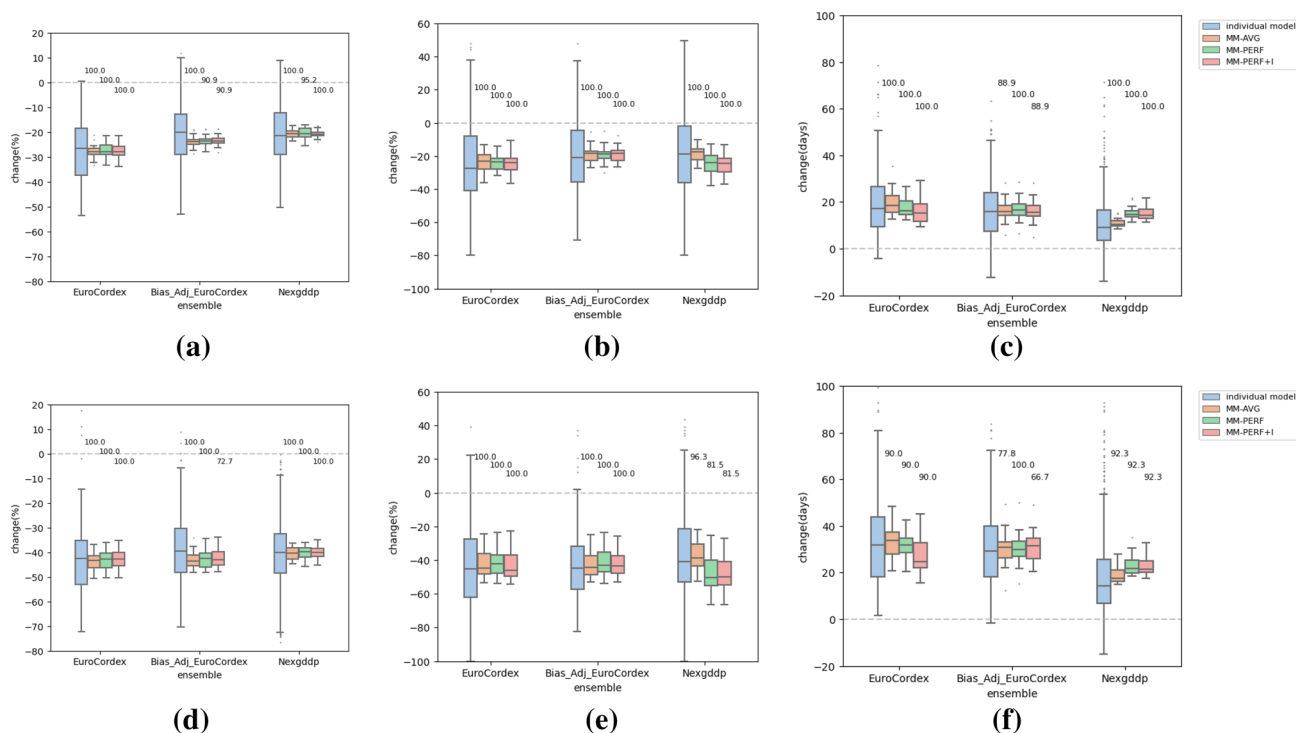 20
10
0
−10
−20
−30
−40
−50
−60
−70
−80
change(%)
100.0
100.0
100.0
100.0
90.9
90.9
100.0
95.2
100.0
EuroCordex
Bias_Adj_EuroCordex
Nexgddp
ensemble
(a)
60
40
20
0
−20
−40
−60
−80
−100
change(%)
100.0
100.0
100.0
100.0
100.0
100.0
100.0
100.0
100.0
EuroCordex
Bias_Adj_EuroCordex
Nexgddp
ensemble
(b)
100
80
60
40
20
0
−20
change(days)
100.0
100.0
100.0
88.9
100.0
88.9
100.0
100.0
100.0
EuroCordex
Bias_Adj_EuroCordex
Nexgddp
ensemble
(c)
individual model
MM-AVG
MM-PERF
MM-PERF+I
20
10
0
−10
−20
−30
−40
−50
−60
−70
−80
change(%)
100.0
100.0
100.0
100.0
100.0
72.7
100.0
100.0
100.0
EuroCordex
Bias_Adj_EuroCordex
Nexgddp
ensemble
(d)
60
40
20
0
−20
−40
−60
−80
−100
change(%)
100.0
100.0
100.0
100.0
100.0
100.0
96.3
81.5
81.5
EuroCordex
Bias_Adj_EuroCordex
Nexgddp
ensemble
(e)
100
80
60
40
20
0
−20
change(days)
90.0
90.0
90.0
77.8
100.0
66.7
92.3
92.3
92.3
EuroCordex
Bias_Adj_EuroCordex
Nexgddp
ensemble
(f)
individual model
MM-AVG
MM-PERF
MM-PERF+I